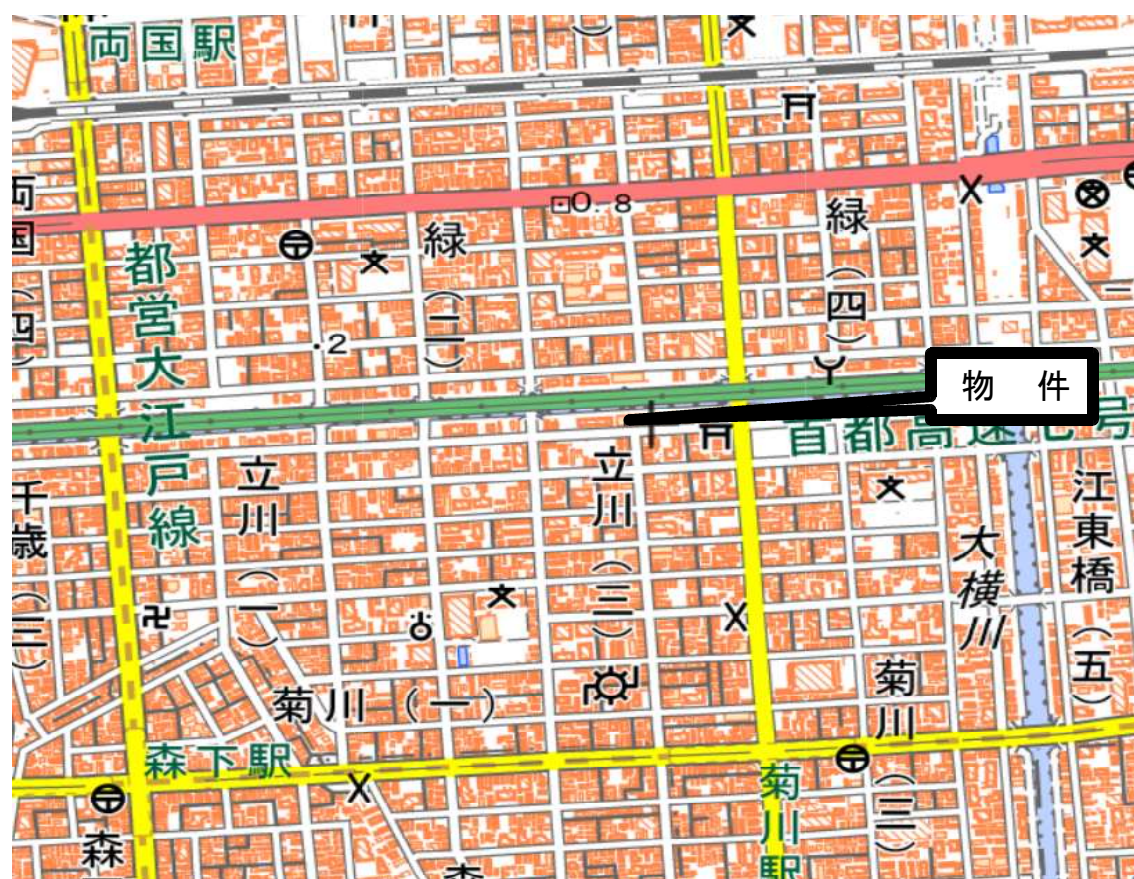 両国駅
両国(四)
0.8
緑(二)
緑(四)
都営大江戸線
・2
物 件
首都高速七号
千歳(三)
立川(一)
立川(三)
大横川
江東橋(五)
菊川(一)
菊川(三)
森下駅
菊川駅
森